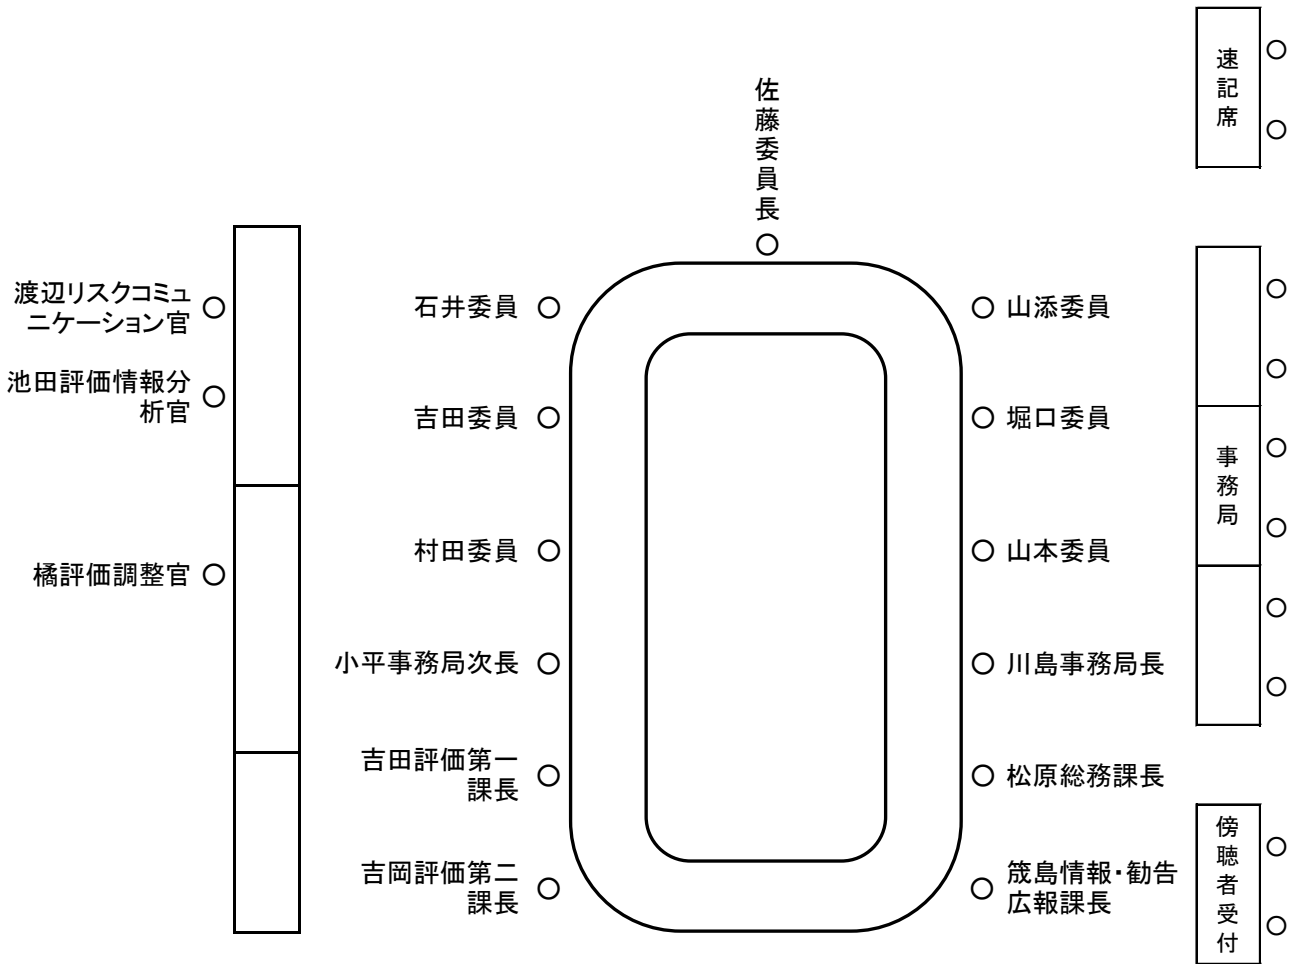 速記席
佐藤委員長
渡辺リスクコミュ
ニケーション官
石井委員
山添委員
池田評価情報分
析官
吉田委員
堀口委員
事務局
村田委員
山本委員
橘評価調整官
小平事務局次長
川島事務局長
吉田評価第一
課長
松原総務課長
吉岡評価第二
課長
筬島情報・勧告
広報課長
傍聴者受付